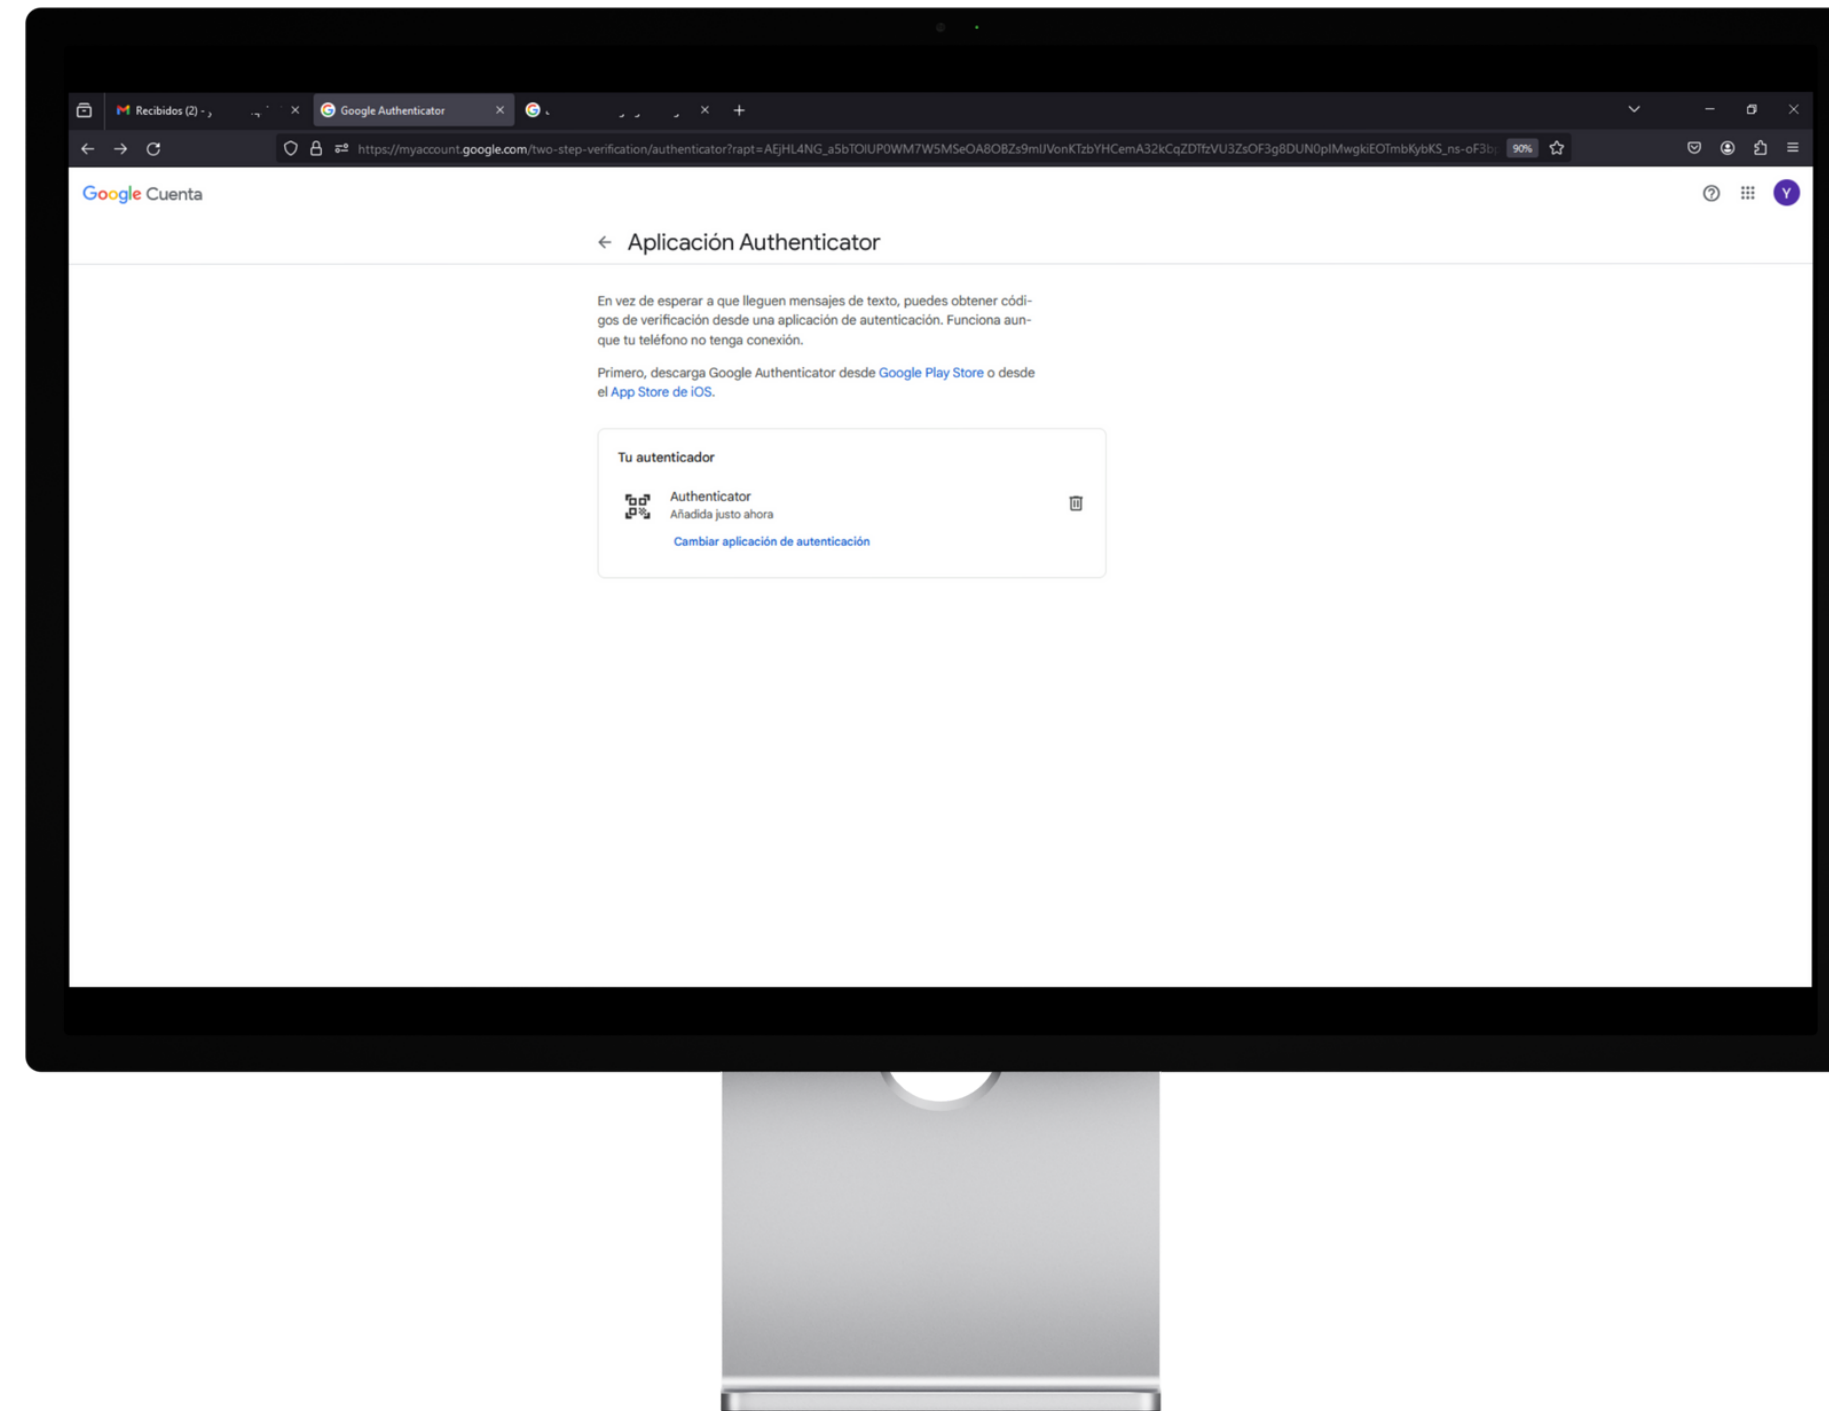 Recibidos (2) -
Google Authenticator
https://myaccount.google.com/two-step-verification/authenticator?rapt=
90%
Google Cuenta
Y
Aplicación Authenticator
En vez de esperar a que lleguen mensajes de texto, puedes obtener códi-
gos de verificación desde una aplicación de autenticación. Funciona aun-
que tu teléfono no tenga conexión.
Primero, descarga Google Authenticator desde Google Play Store o desde
el App Store de iOS.
Tu autenticador
Authenticator
Añadida justo ahora
Cambiar aplicación de autenticación